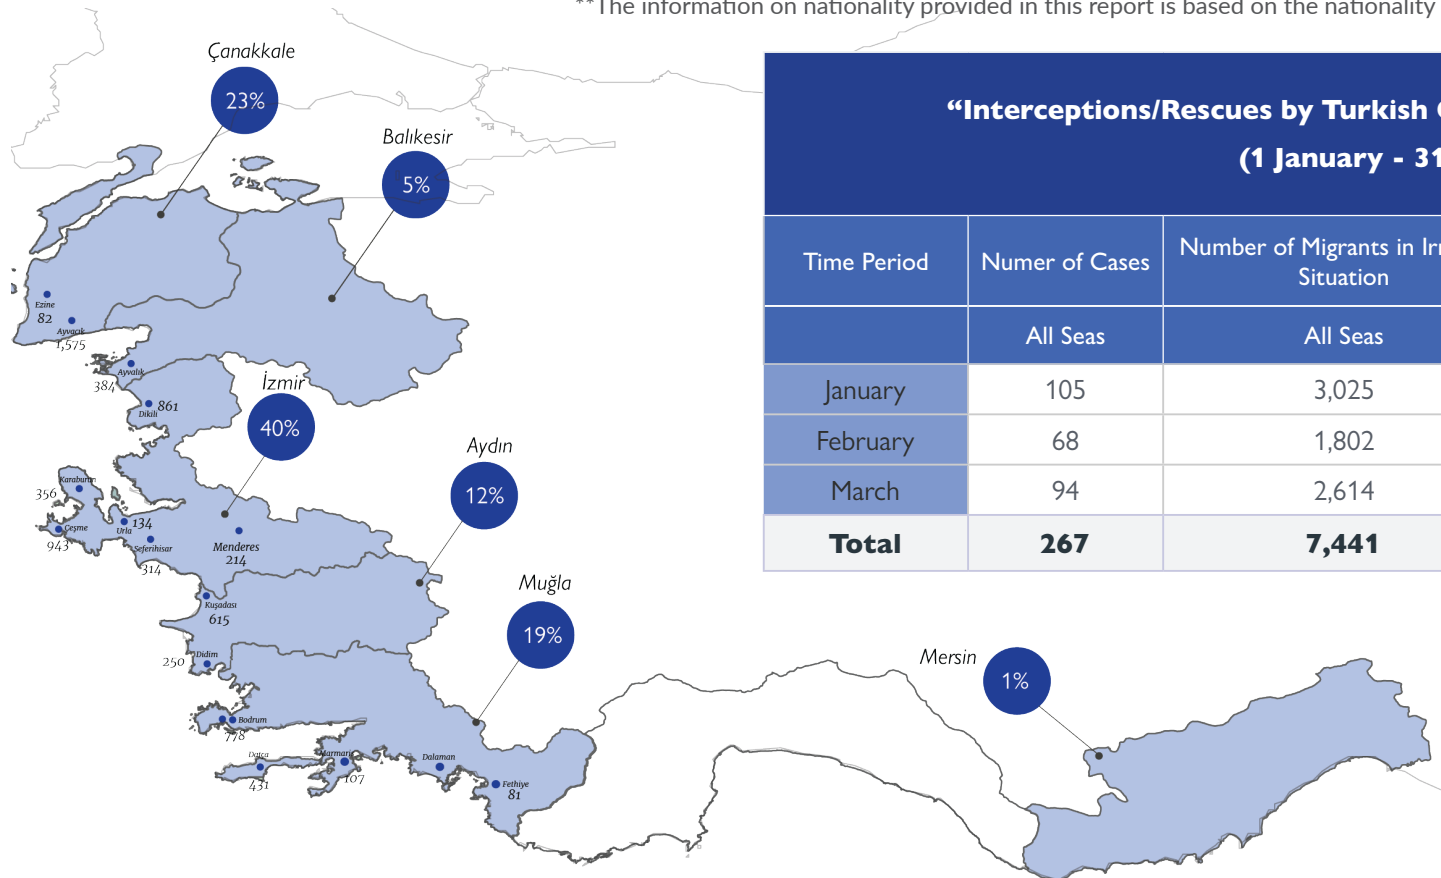 **The information on nationality provided in this report is based on the nationality
Çanakkale
23%
Balıkesir
5%
Ezine
82
Ayvacık
1,575
Ayvalık
384
861
Dikili
İzmir
40%
Aydın
12%
Karaburun
356
Çeşme
943
134
Urla
Seferihisar
314
Menderes
214
Kuşadası
615
Muğla
19%
Didim
250
Bodrum
778
Datça
431
Marmaris
107
Dalaman
Fethiye
81
Mersin
1%
“Interceptions/Rescues by Turkish
(1 January - 31
Time Period
Numer of Cases
Number of Migrants in Irr
Situation
All Seas
All Seas
January 105 3,025
February 68 1,802
March 94 2,614
Total 267 7,441